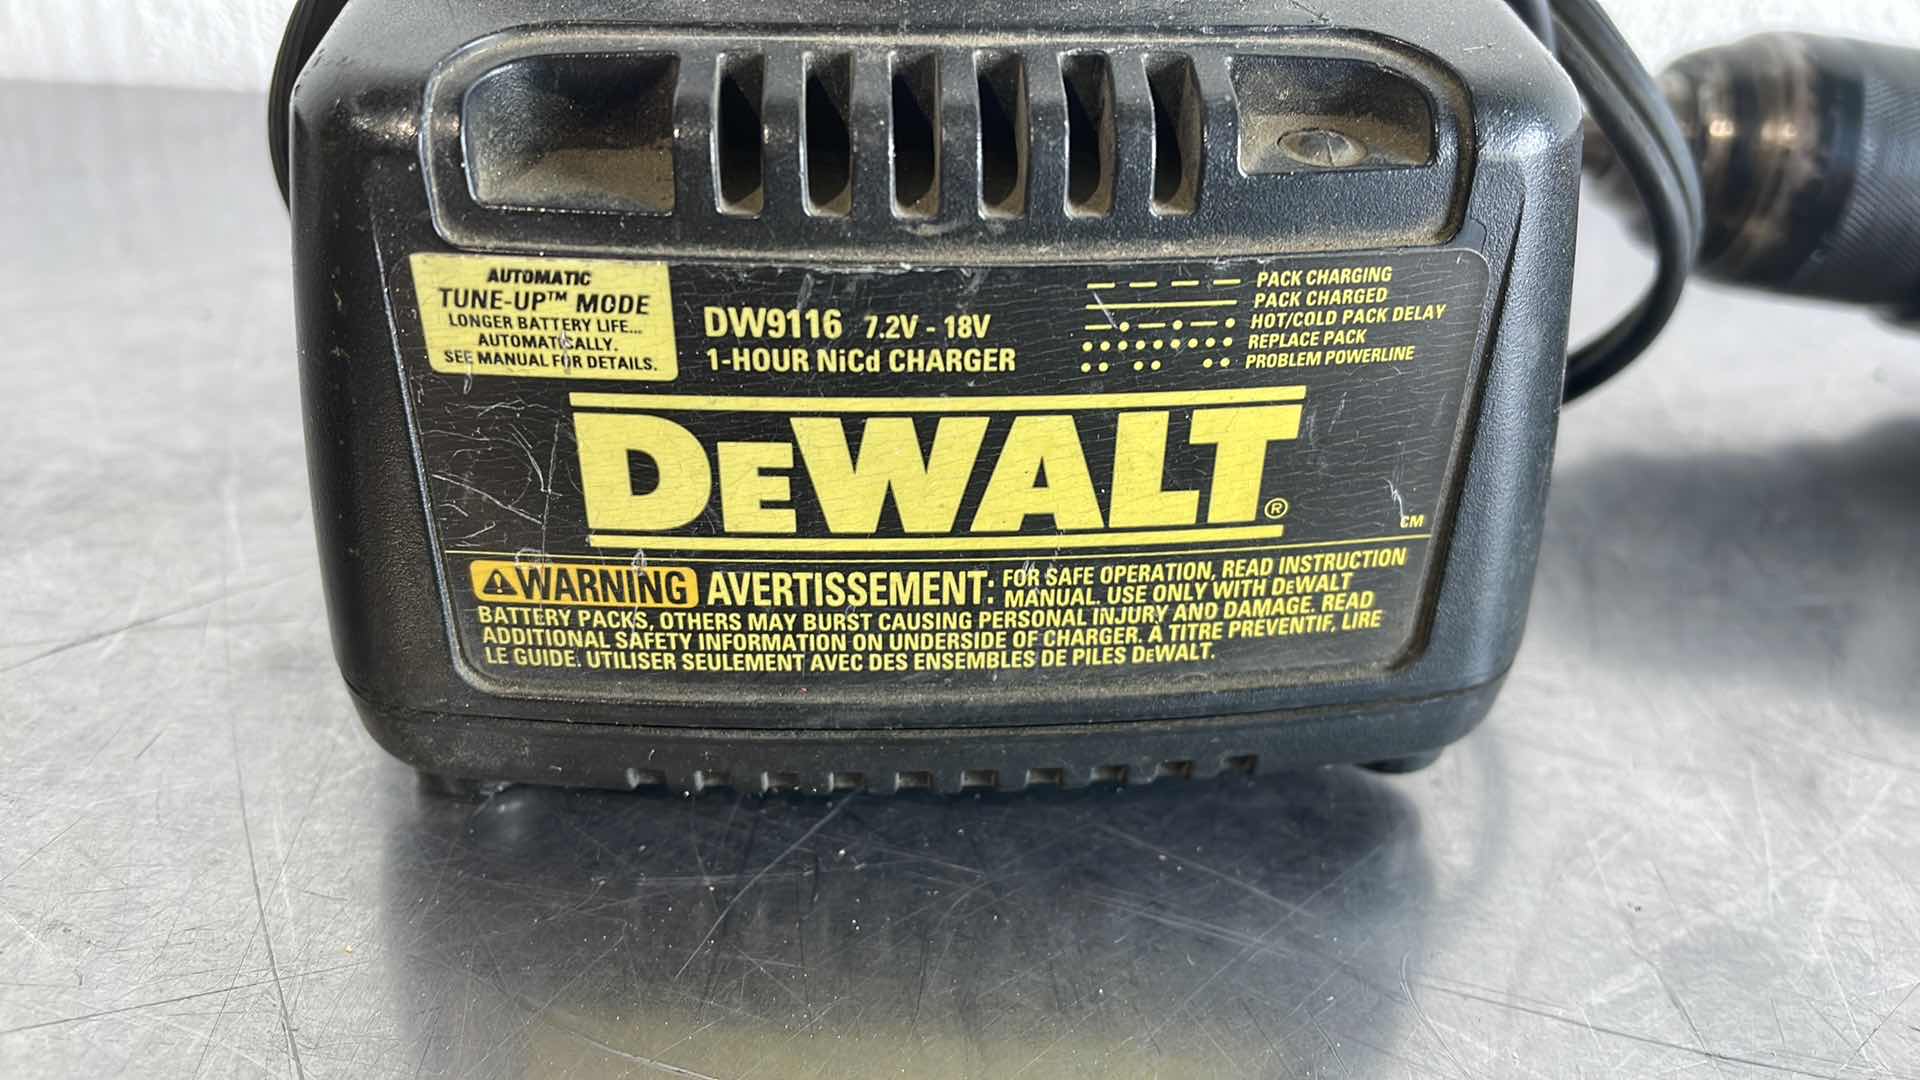 AUTOMATIC
TUNE-UP™ MODE
LONGER BATTERY LIFE...
AUTOMATICALLY.
SEE MANUAL FOR DETAILS.
DW9116 7.2V - 18V
1-HOUR NiCd CHARGER
PACK CHARGING
PACK CHARGED
HOT/COLD PACK DELAY
REPLACE PACK
PROBLEM POWERLINE
DEWALT®
CM
⚠WARNING AVERTISSEMENT: FOR SAFE OPERATION, READ INSTRUCTION
MANUAL. USE ONLY WITH DEWALT
BATTERY PACKS, OTHERS MAY BURST CAUSING PERSONAL INJURY AND DAMAGE. READ
ADDITIONAL SAFETY INFORMATION ON UNDERSIDE OF CHARGER. À TITRE PRÉVENTIF, LIRE
LE GUIDE. UTILISER SEULEMENT AVEC DES ENSEMBLES DE PILES DEWALT.